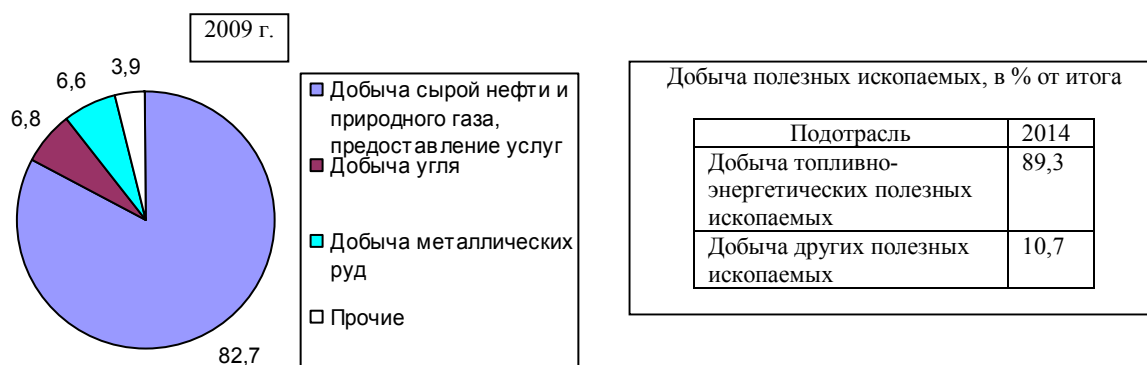 2009 г.
3,9
6,6
6,8
82,7
Добыча сырой нефти и
природного газа,
предоставление услуг
Добыча угля
Добыча металлических
руд
Прочие
Добыча полезных ископаемых, в % от итога
Подотрасль 2014
Добыча топливно- 89,3
энергетических полезных
ископаемых
Добыча других полезных 10,7
ископаемых